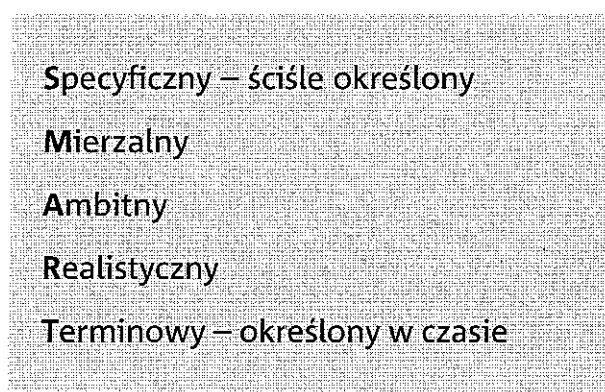 Specyficzny – ściśle określony
Mierzalny
Ambitny
Realistyczny
Terminowy – określony w czasie